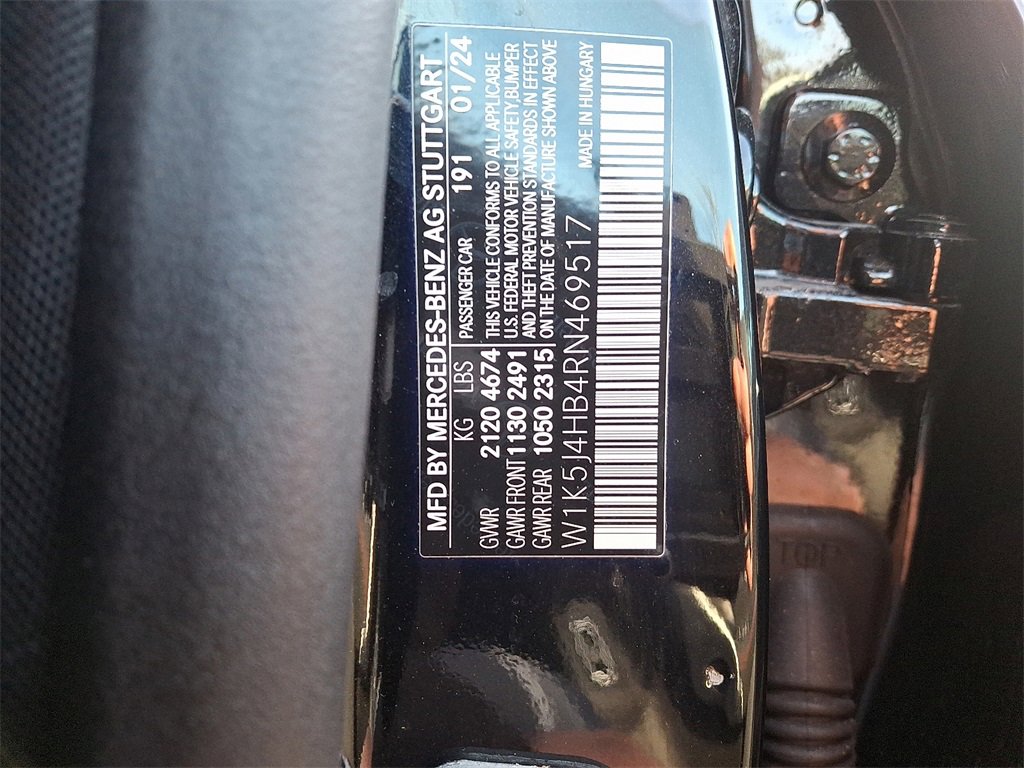 MFD BY MERCEDES-BENZ AG STUTTGART
KG LBS PASSENGER CAR 191 01/24
GVWR 2120 4674
GAWR FRONT 1130 2491
GAWR REAR 1050 2315
THIS VEHICLE CONFORMS TO ALL APPLICABLE
U.S. FEDERAL MOTOR VEHICLE SAFETY, BUMPER
AND THEFT PREVENTION STANDARDS IN EFFECT
ON THE DATE OF MANUFACTURE SHOWN ABOVE
W1K5J4HB4RN469517
MADE IN HUNGARY
TOP